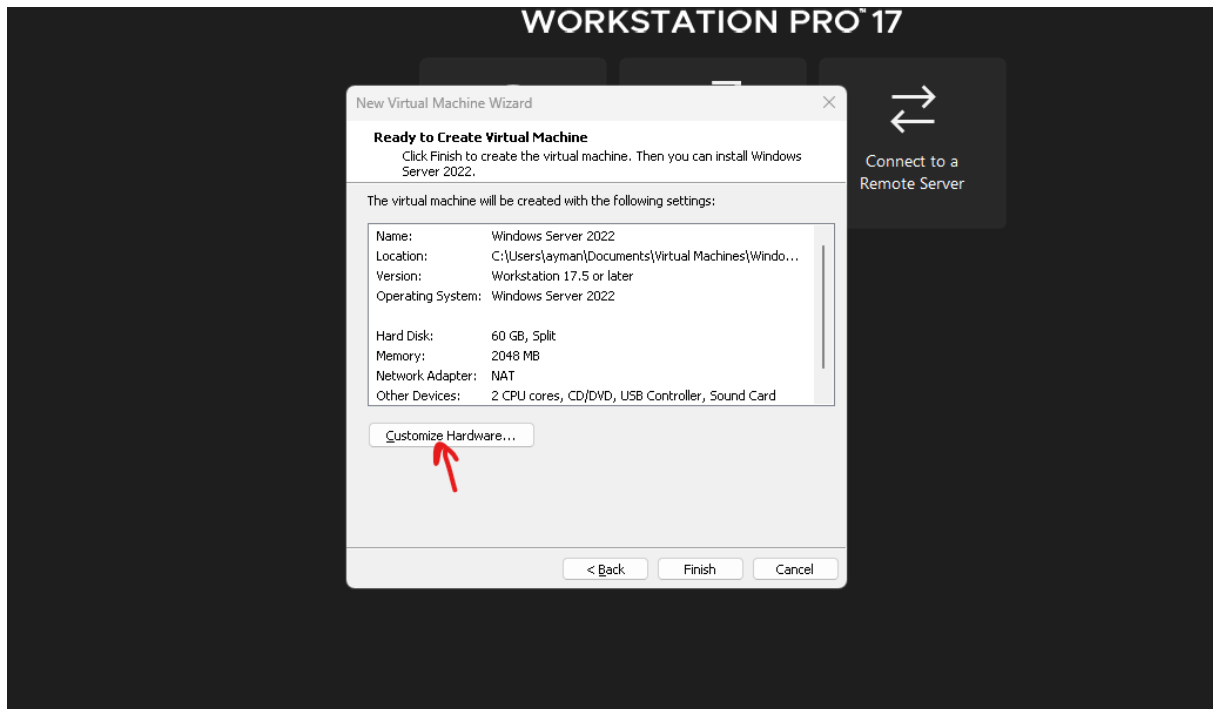 WORKSTATION PRO™ 17
New Virtual Machine Wizard
Ready to Create Virtual Machine
Click Finish to create the virtual machine. Then you can install Windows
Server 2022.
The virtual machine will be created with the following settings:
Name: Windows Server 2022
Location: C:\Users\ayman\Documents\Virtual Machines\Windo...
Version: Workstation 17.5 or later
Operating System: Windows Server 2022
Hard Disk: 60 GB, Split
Memory: 2048 MB
Network Adapter: NAT
Other Devices: 2 CPU cores, CD/DVD, USB Controller, Sound Card
Customize Hardware...
< Back Finish Cancel
Connect to a
Remote Server